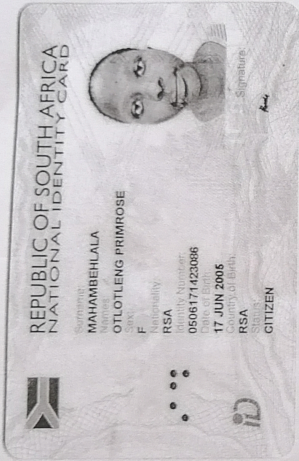 REPUBLIC OF SOUTH AFRICA
NATIONAL IDENTITY CARD
Surname:
MAHAMBEHLALA
Names:
OTLOTLENG PRIMROSE
Sex:
F
Nationality:
RSA
Identity Number:
0506171423086
Date of Birth:
17 JUN 2005
Country of Birth:
RSA
Status:
CITIZEN
Signature:
iD